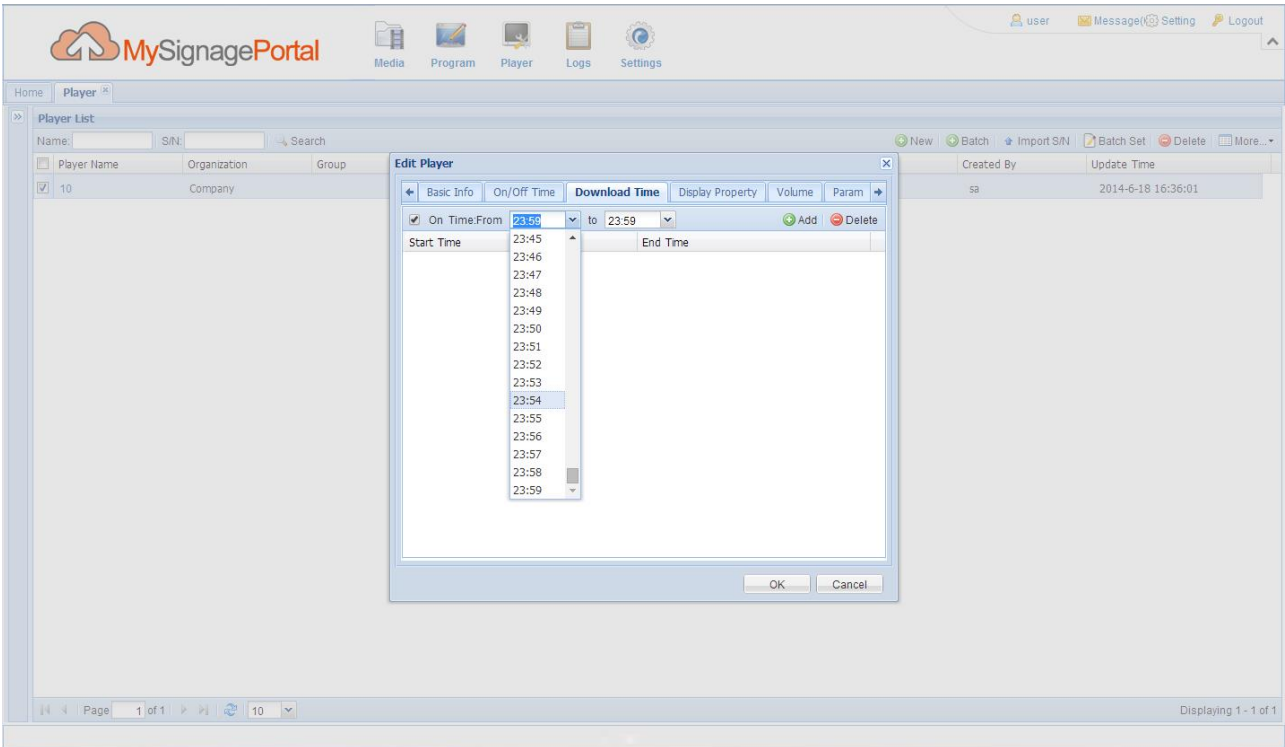 user Message( Setting Logout
MySignagePortal
Media Program Player Logs Settings
Home Player
Player List
Name: S/N: Search New Batch Import S/N Batch Set Delete More...
Player Name Organization Group Created By Update Time
10 Company sa 2014-6-18 16:36:01
Edit Player
Basic Info On/Off Time Download Time Display Property Volume Param
On Time:From 23:59 to 23:59 Add Delete
Start Time End Time
23:45
23:46
23:47
23:48
23:49
23:50
23:51
23:52
23:53
23:54
23:55
23:56
23:57
23:58
23:59
OK Cancel
Page 1 of 1 10 Displaying 1 - 1 of 1